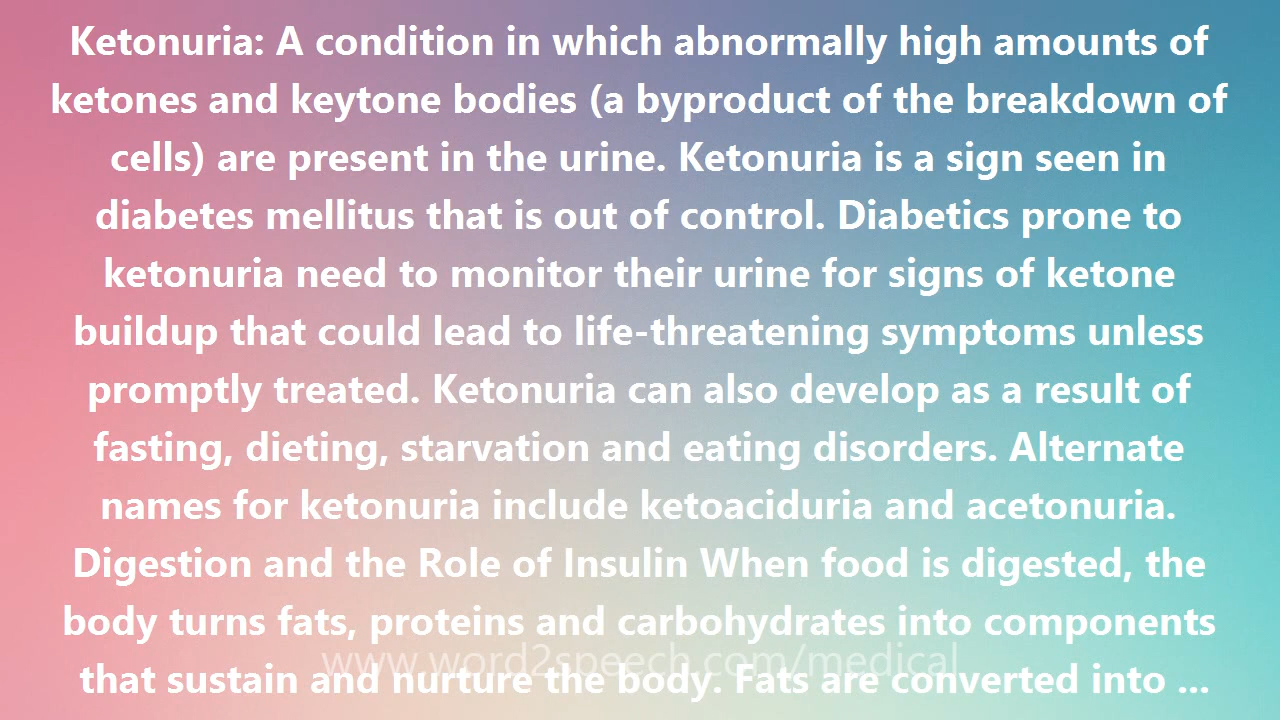 Ketonuria: A condition in which abnormally high amounts of
ketones and keytone bodies (a byproduct of the breakdown of
cells) are present in the urine. Ketonuria is a sign seen in
diabetes mellitus that is out of control. Diabetics prone to
ketonuria need to monitor their urine for signs of ketone
buildup that could lead to life-threatening symptoms unless
promptly treated. Ketonuria can also develop as a result of
fasting, dieting, starvation and eating disorders. Alternate
names for ketonuria include ketoaciduria and acetonuria.
Digestion and the Role of Insulin When food is digested, the
body turns fats, proteins and carbohydrates into components
www.word2speech.com/medical
that sustain and nurture the body. Fats are converted into ...